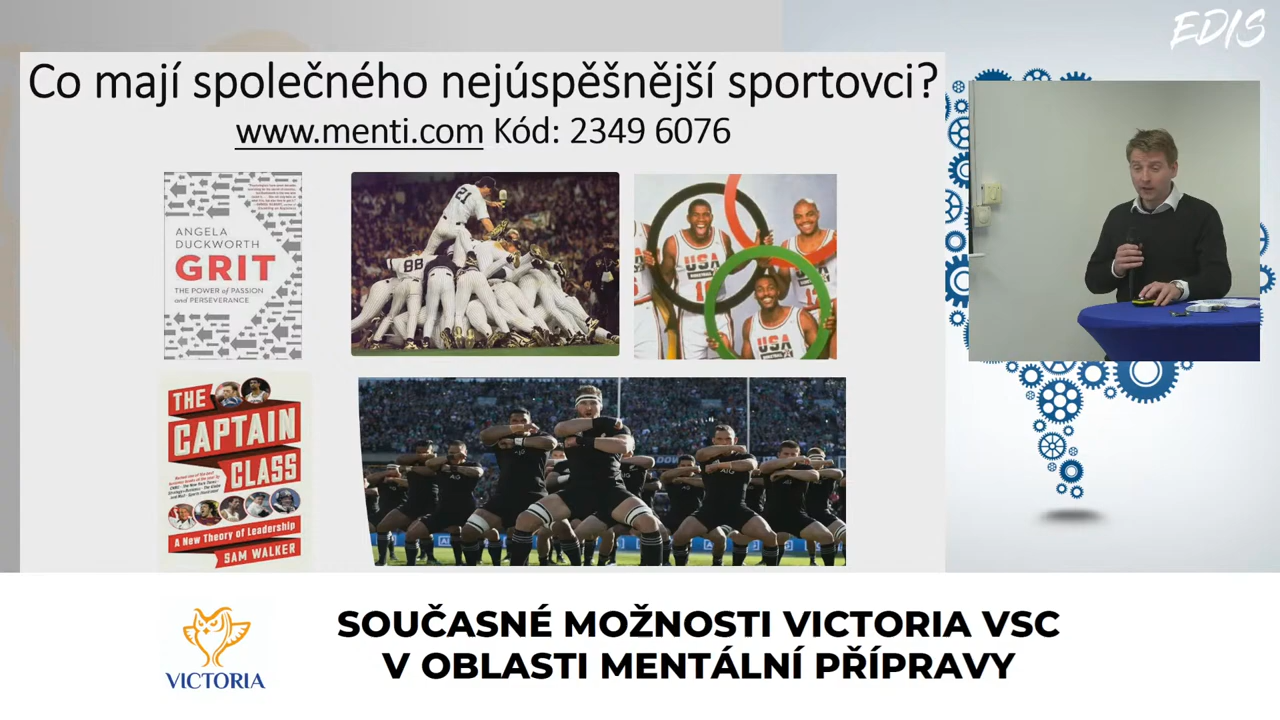 EDIS
Co mají společného nejúspěšnější sportovci?
www.menti.com Kód: 2349 6076
ANGELA
DUCKWORTH
GRIT
THE POWER of PASSION
and PERSEVERANCE
21
88
USA
USA
USA
THE
CAPTAIN
CLASS
A New Theory of Leadership
SAM WALKER
AIG
VICTORIA
SOUČASNÉ MOŽNOSTI VICTORIA VSC
V OBLASTI MENTÁLNÍ PŘÍPRAVY